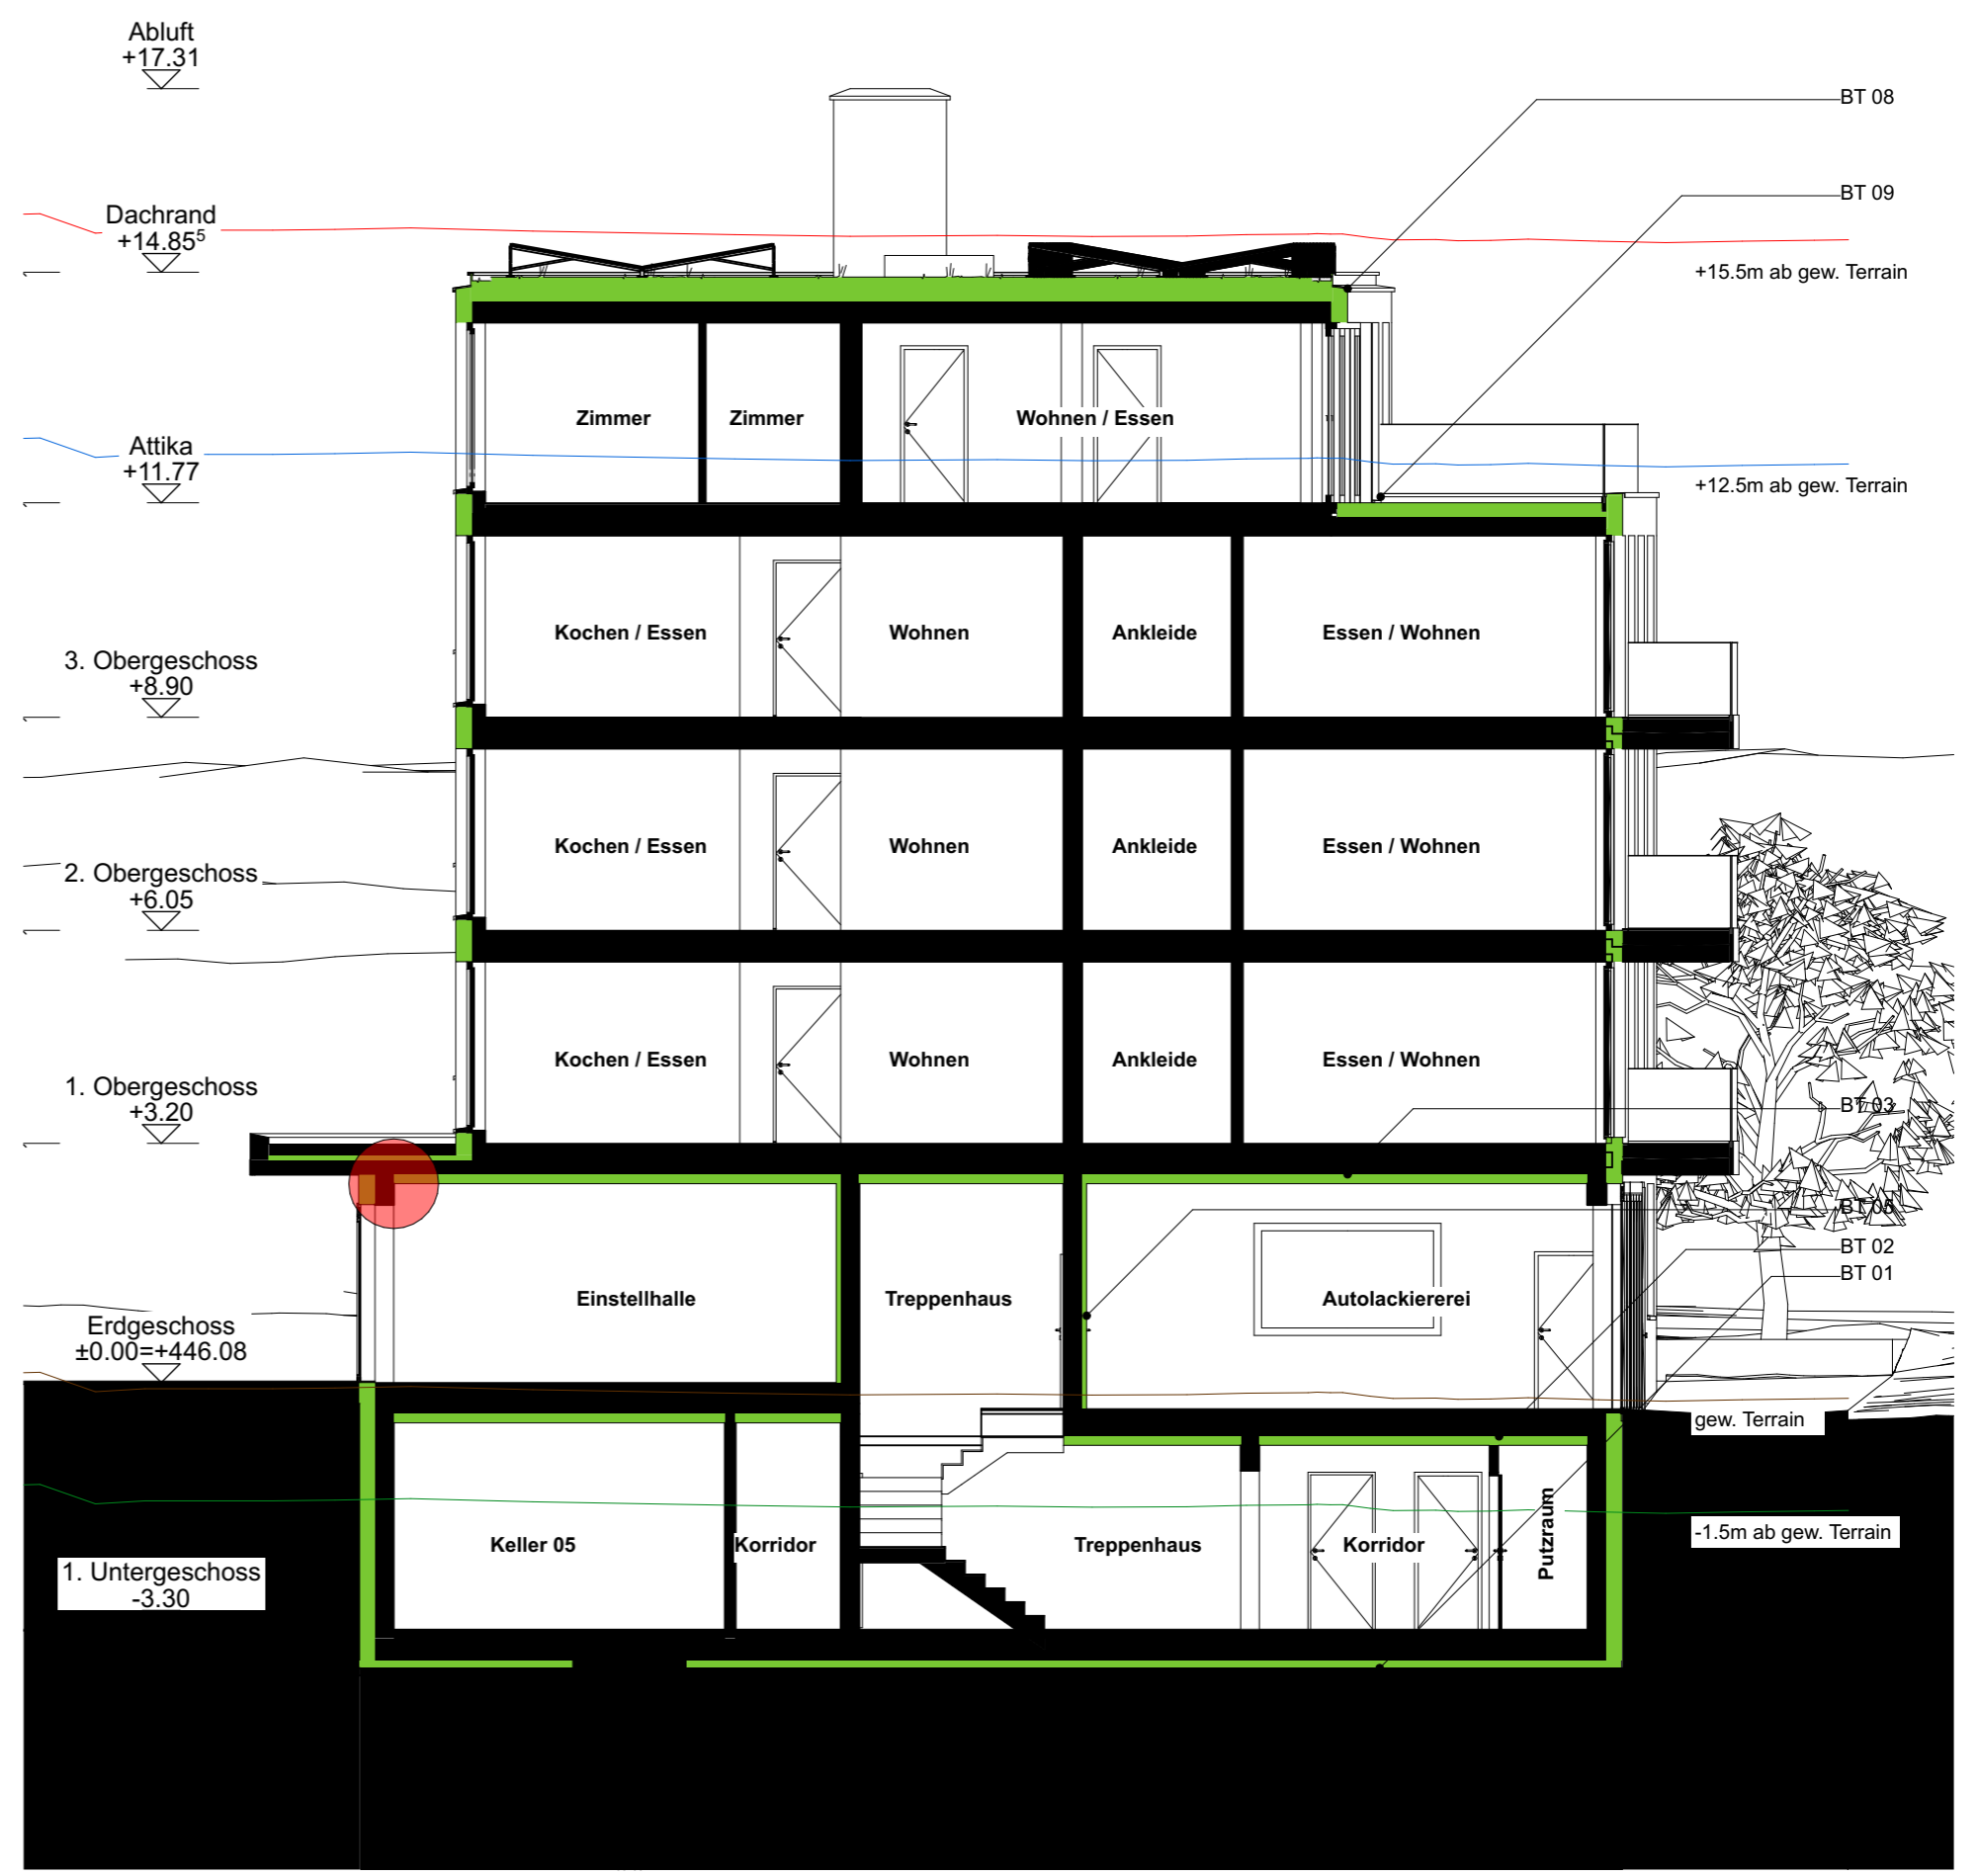 Abluft
+17.31
BT 08
BT 09
Dachrand
+14.85⁵
+15.5m ab gew. Terrain
Zimmer
Zimmer
Wohnen / Essen
Attika
+11.77
+12.5m ab gew. Terrain
Kochen / Essen
Wohnen
Ankleide
Essen / Wohnen
3. Obergeschoss
+8.90
Kochen / Essen
Wohnen
Ankleide
Essen / Wohnen
2. Obergeschoss
+6.05
Kochen / Essen
Wohnen
Ankleide
Essen / Wohnen
1. Obergeschoss
+3.20
BT 03
BT 05
BT 02
BT 01
Einstellhalle
Treppenhaus
Autolackiererei
Erdgeschoss
±0.00=+446.08
gew. Terrain
-1.5m ab gew. Terrain
Keller 05
Korridor
Treppenhaus
Korridor
Putzraum
1. Untergeschoss
-3.30